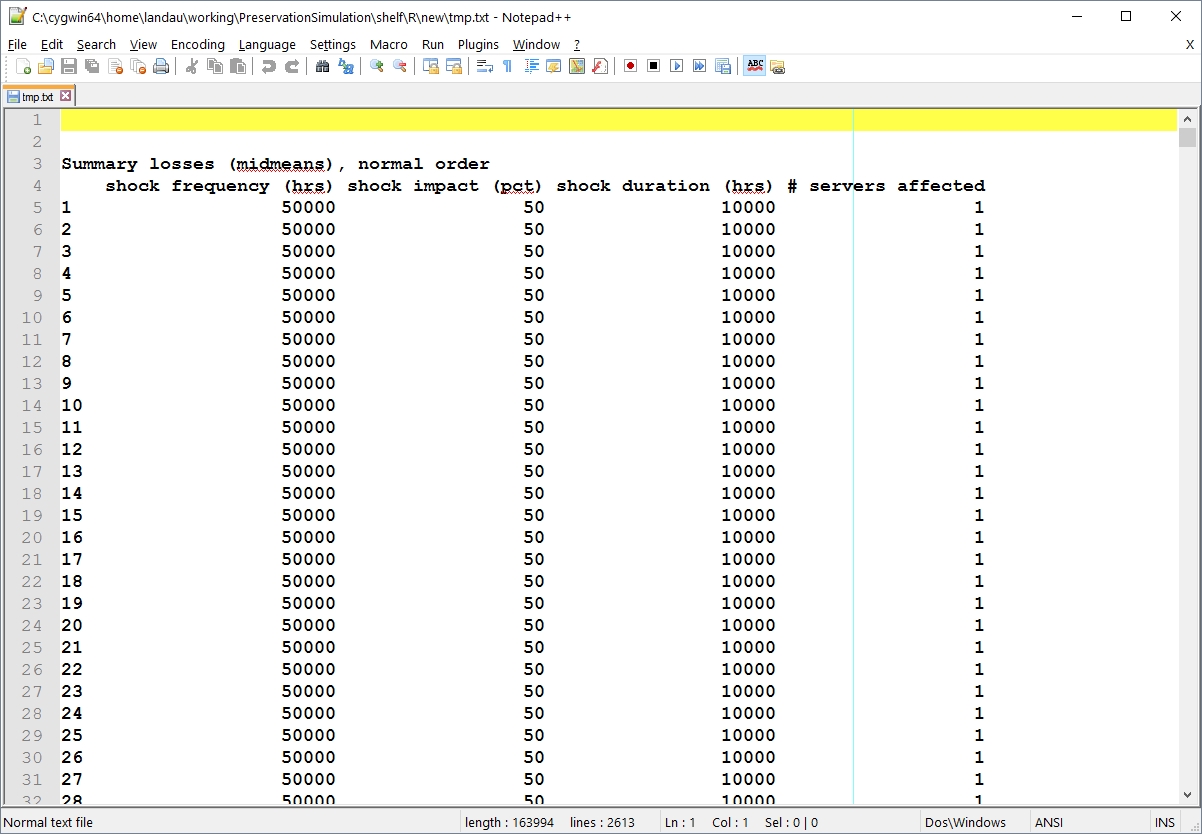 C:\cygwin64\home\landau\working\PreservationSimulation\shelf\R\new\tmp.txt - Notepad++
File Edit Search View Encoding Language Settings Macro Run Plugins Window ? X
ABC
tmp.txt
1
2
3 Summary losses (midmeans), normal order
4 shock frequency (hrs) shock impact (pct) shock duration (hrs) # servers affected
5 1 50000 50 10000 1
6 2 50000 50 10000 1
7 3 50000 50 10000 1
8 4 50000 50 10000 1
9 5 50000 50 10000 1
10 6 50000 50 10000 1
11 7 50000 50 10000 1
12 8 50000 50 10000 1
13 9 50000 50 10000 1
14 10 50000 50 10000 1
15 11 50000 50 10000 1
16 12 50000 50 10000 1
17 13 50000 50 10000 1
18 14 50000 50 10000 1
19 15 50000 50 10000 1
20 16 50000 50 10000 1
21 17 50000 50 10000 1
22 18 50000 50 10000 1
23 19 50000 50 10000 1
24 20 50000 50 10000 1
25 21 50000 50 10000 1
26 22 50000 50 10000 1
27 23 50000 50 10000 1
28 24 50000 50 10000 1
29 25 50000 50 10000 1
30 26 50000 50 10000 1
31 27 50000 50 10000 1
32 28 50000 50 10000 1
Normal text file length : 163994 lines : 2613 Ln : 1 Col : 1 Sel : 0 | 0 Dos\Windows ANSI INS